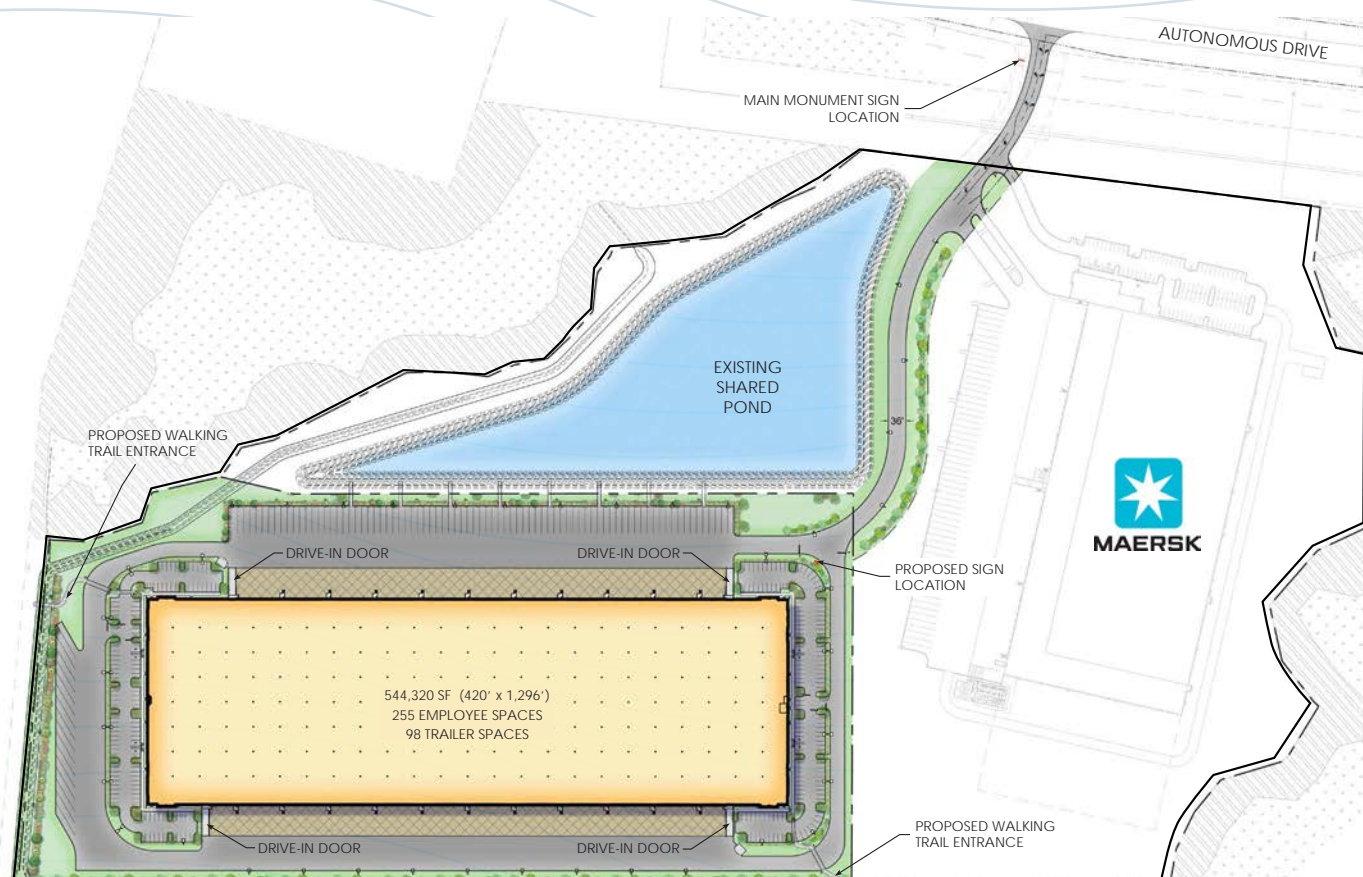 AUTONOMOUS DRIVE
MAIN MONUMENT SIGN
LOCATION
EXISTING
SHARED
POND
36'
PROPOSED WALKING
TRAIL ENTRANCE
MAERSK
DRIVE-IN DOOR
DRIVE-IN DOOR
PROPOSED SIGN
LOCATION
544,320 SF (420' x 1,296')
255 EMPLOYEE SPACES
98 TRAILER SPACES
DRIVE-IN DOOR
DRIVE-IN DOOR
PROPOSED WALKING
TRAIL ENTRANCE